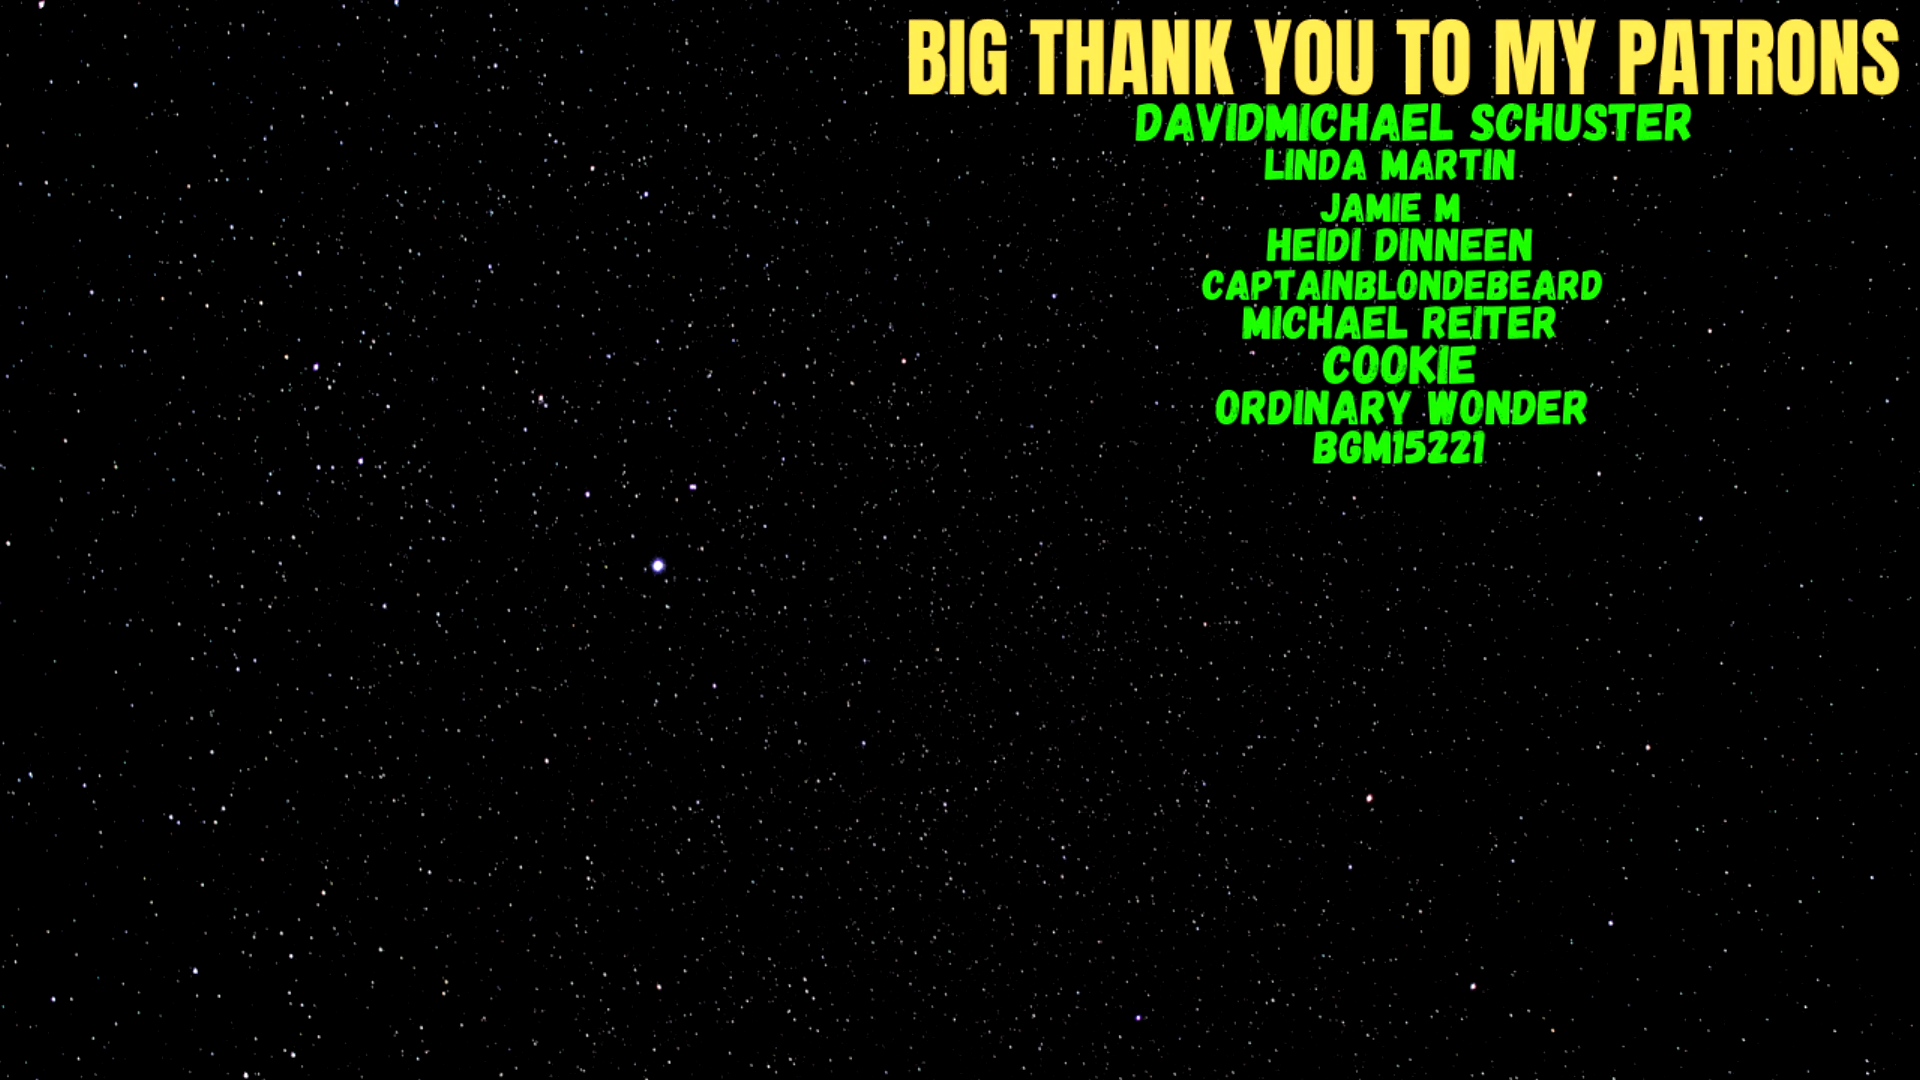 BIG THANK YOU TO MY PATRONS
DAVIDMICHAEL SCHUSTER
LINDA MARTIN
JAMIE M
HEIDI DINNEEN
CAPTAINBLONDEBEARD
MICHAEL REITER
COOKIE
ORDINARY WONDER
BGM15221